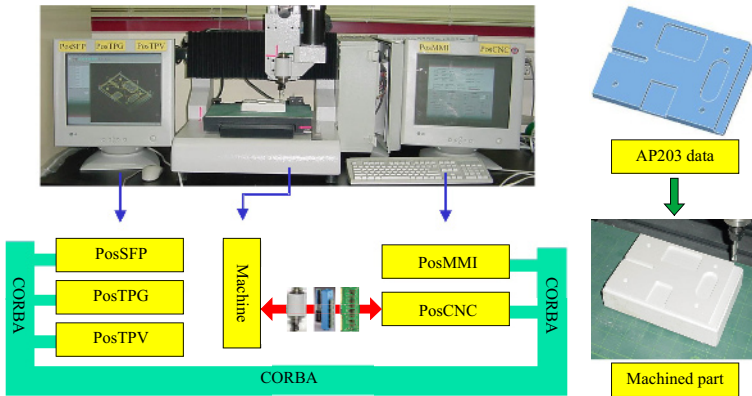 PosSFP PosTPG PosTPV
PosMMI PosCNC
AP203 data
PosSFP
PosTPG
PosTPV
CORBA
Machine
PosMMI
PosCNC
CORBA
CORBA
Machined part